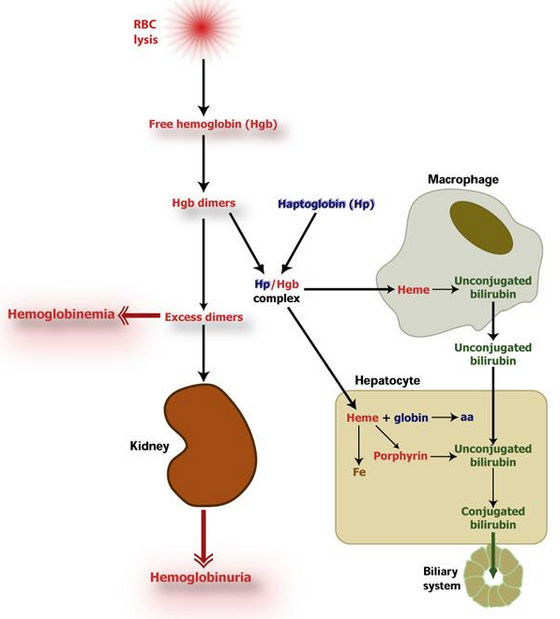 RBC
lysis
Free hemoglobin (Hgb)
Macrophage
Hgb dimers
Haptoglobin (Hp)
Hp/Hgb
complex
Heme
Unconjugated
bilirubin
Hemoglobinemia
Excess dimers
Unconjugated
bilirubin
Hepatocyte
Heme + globin
aa
Kidney
Porphyrin
Unconjugated
bilirubin
Fe
Conjugated
bilirubin
Hemoglobinuria
Biliary
system